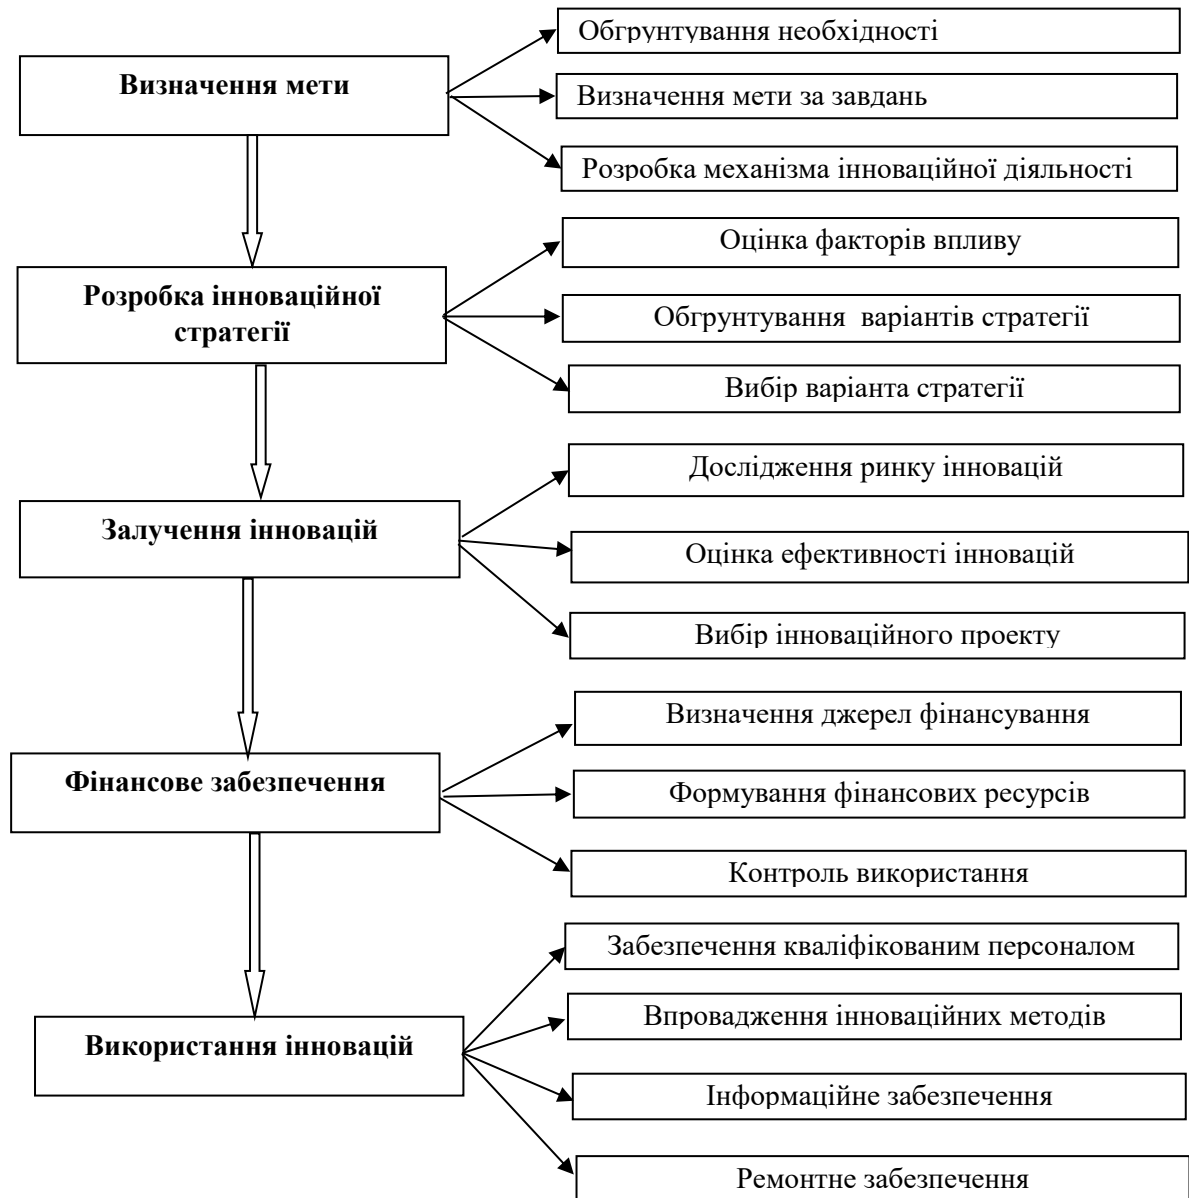 Обгрунтування необхідності
Визначення мети
Визначення мети за завдань
Розробка механізма інноваційної діяльності
Оцінка факторів впливу
Розробка інноваційної
стратегії
Обгрунтування варіантів стратегії
Вибір варіанта стратегії
Дослідження ринку інновацій
Залучення інновацій
Оцінка ефективності інновацій
Вибір інноваційного проекту
Визначення джерел фінансування
Фінансове забезпечення
Формування фінансових ресурсів
Контроль використання
Забезпечення кваліфікованим персоналом
Впровадження інноваційних методів
Використання інновацій
Інформаційне забезпечення
Ремонтне забезпечення